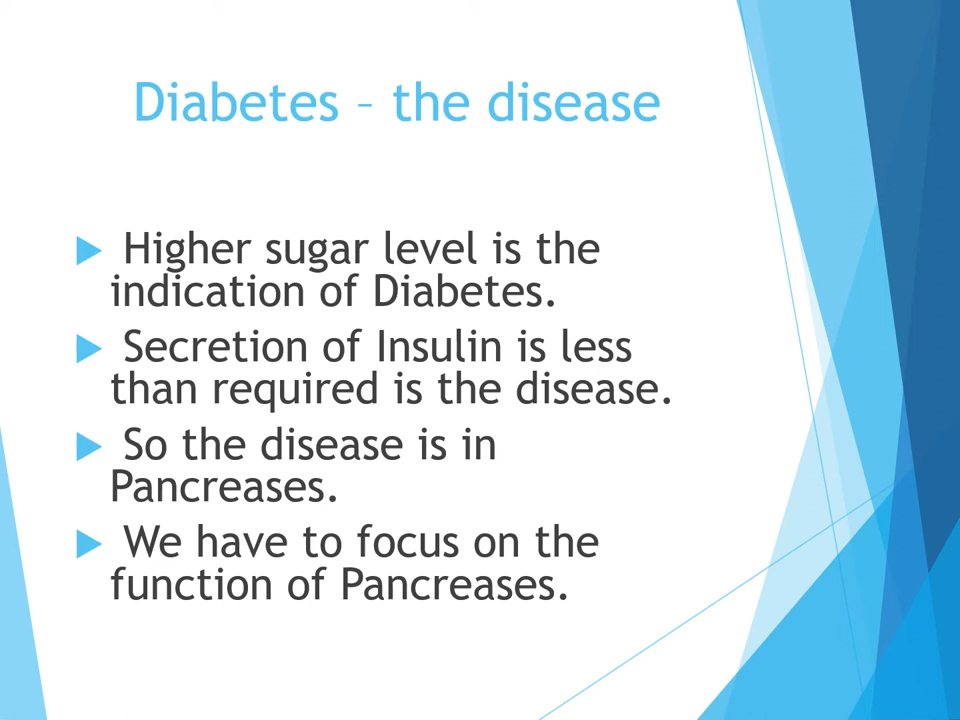 Diabetes – the disease
Higher sugar level is the
indication of Diabetes.
Secretion of Insulin is less
than required is the disease.
So the disease is in
Pancreases.
We have to focus on the
function of Pancreases.